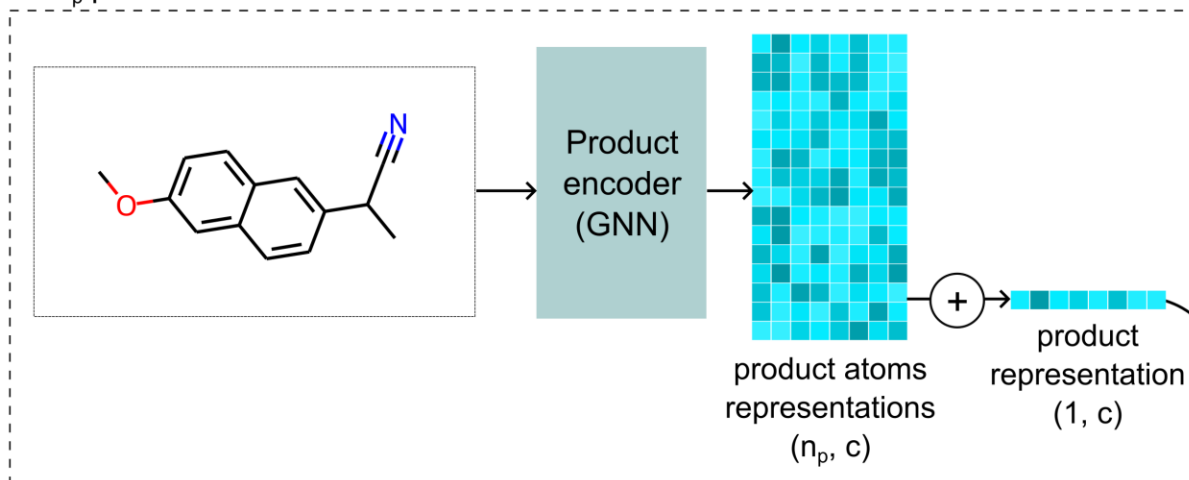 O
N
Product
encoder
(GNN)
+
product atoms
representations
(nₚ, c)
product
representation
(1, c)